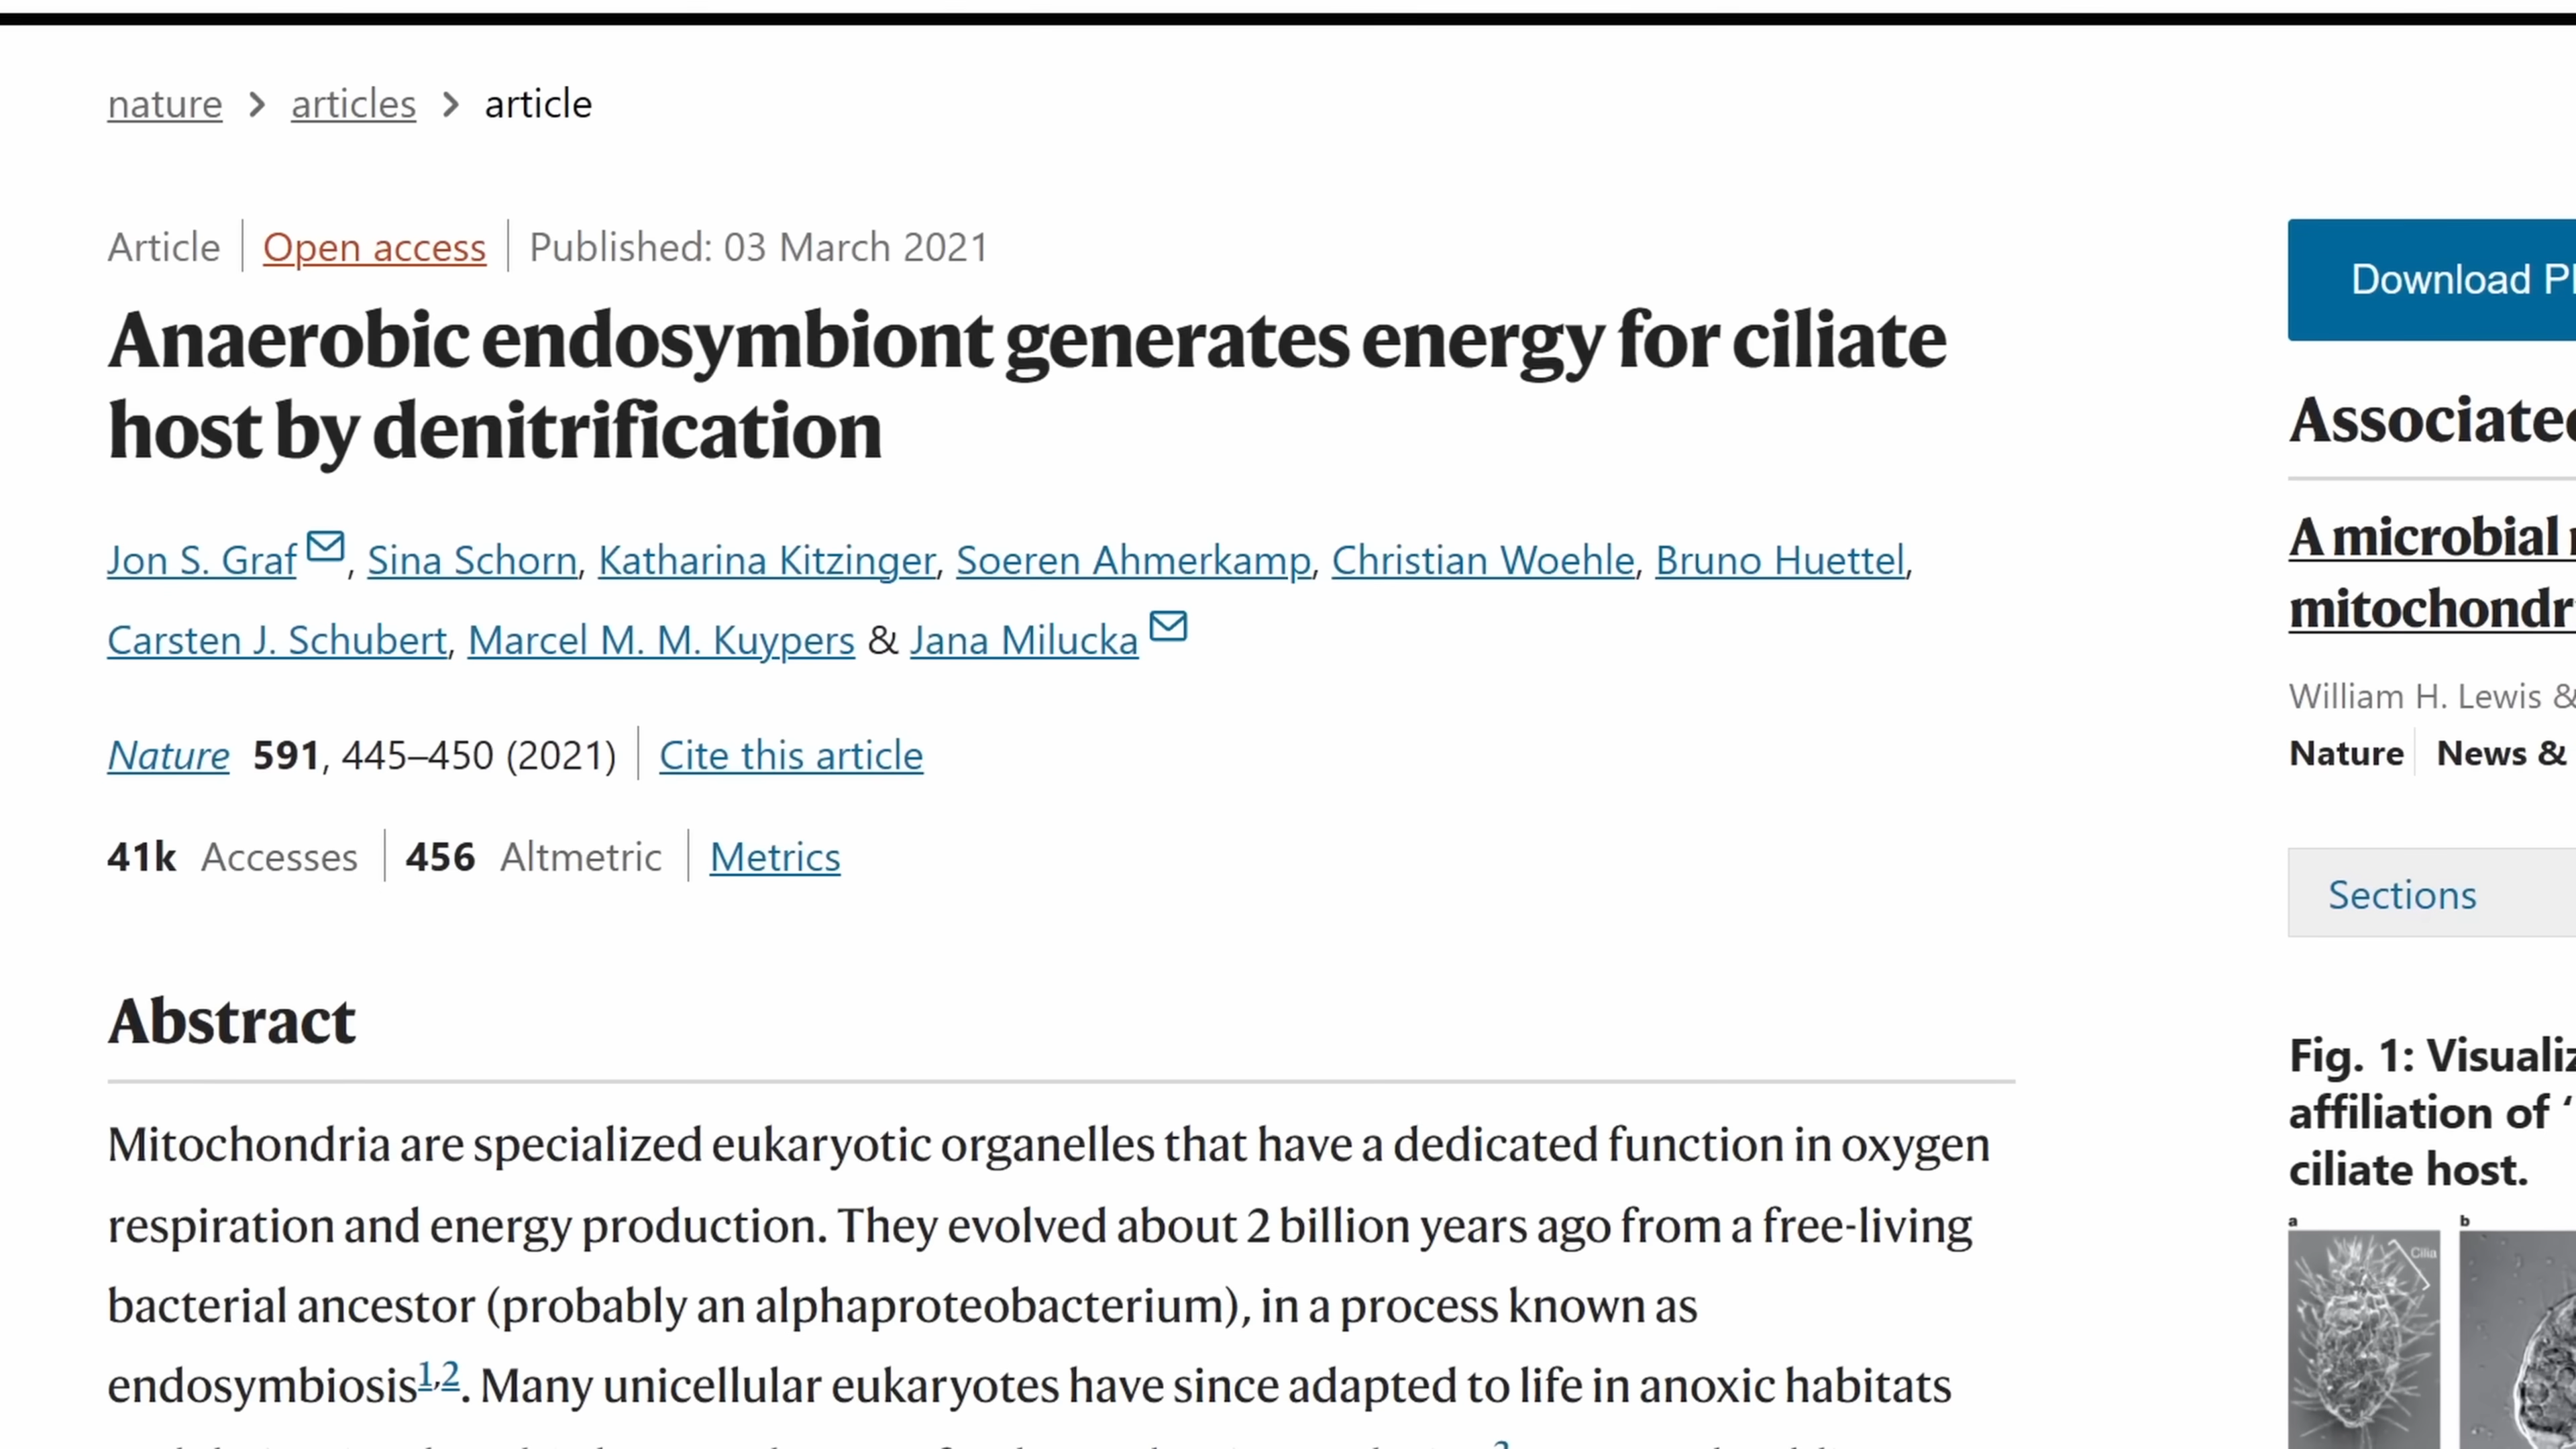 nature > articles > article
Article | Open access | Published: 03 March 2021
Anaerobic endosymbiont generates energy for ciliate
host by denitrification
Jon S. Graf, Sina Schorn, Katharina Kitzinger, Soeren Ahmerkamp, Christian Woehle, Bruno Huettel,
Carsten J. Schubert, Marcel M. M. Kuypers & Jana Milucka
Nature 591, 445–450 (2021) | Cite this article
41k Accesses | 456 Altmetric | Metrics
Abstract
Mitochondria are specialized eukaryotic organelles that have a dedicated function in oxygen
respiration and energy production. They evolved about 2 billion years ago from a free-living
bacterial ancestor (probably an alphaproteobacterium), in a process known as
endosymbiosis1,2. Many unicellular eukaryotes have since adapted to life in anoxic habitats
Download
Associated
A microbial
mitochondr
William H. Lewis &
Nature | News &
Sections
Fig. 1: Visualiz
affiliation of ‘
ciliate host.
a b
Cilia